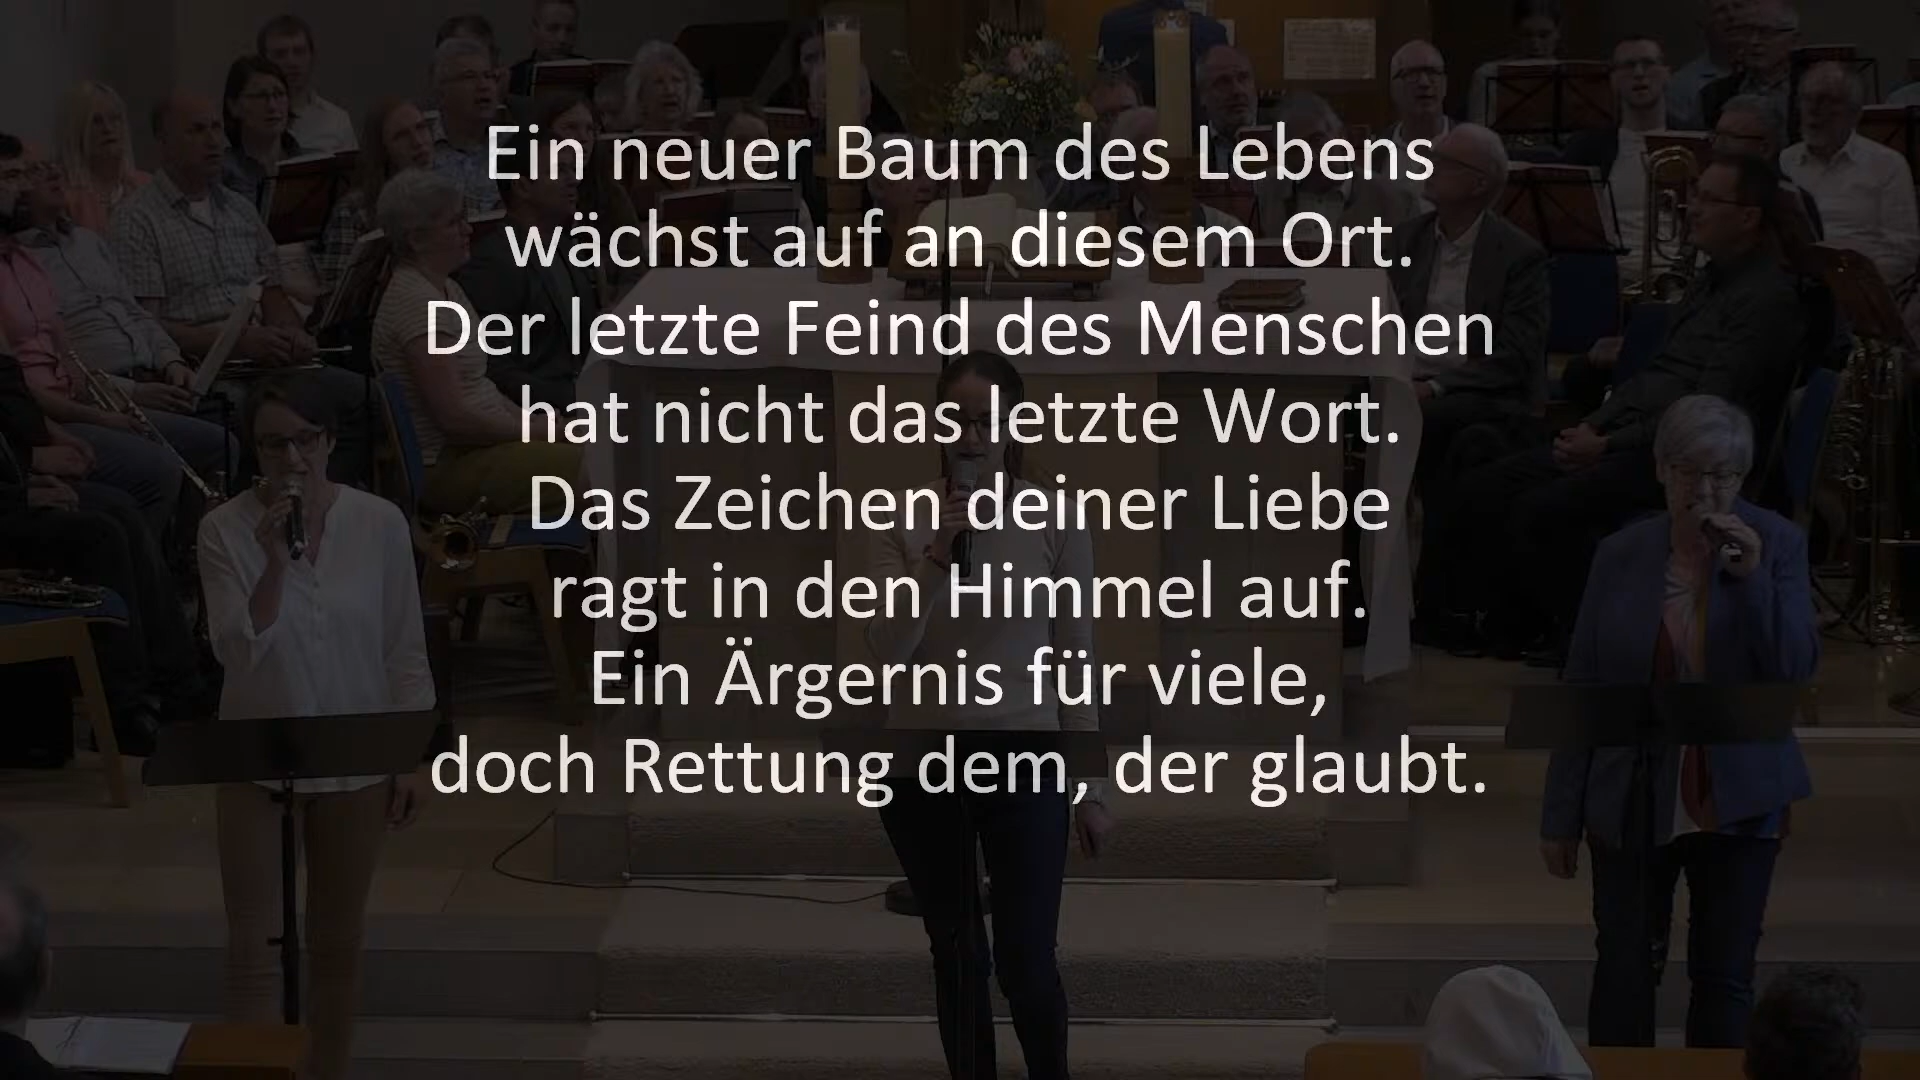 Ein neuer Baum des Lebens
wächst auf an diesem Ort.
Der letzte Feind des Menschen
hat nicht das letzte Wort.
Das Zeichen deiner Liebe
ragt in den Himmel auf.
Ein Ärgernis für viele,
doch Rettung dem, der glaubt.